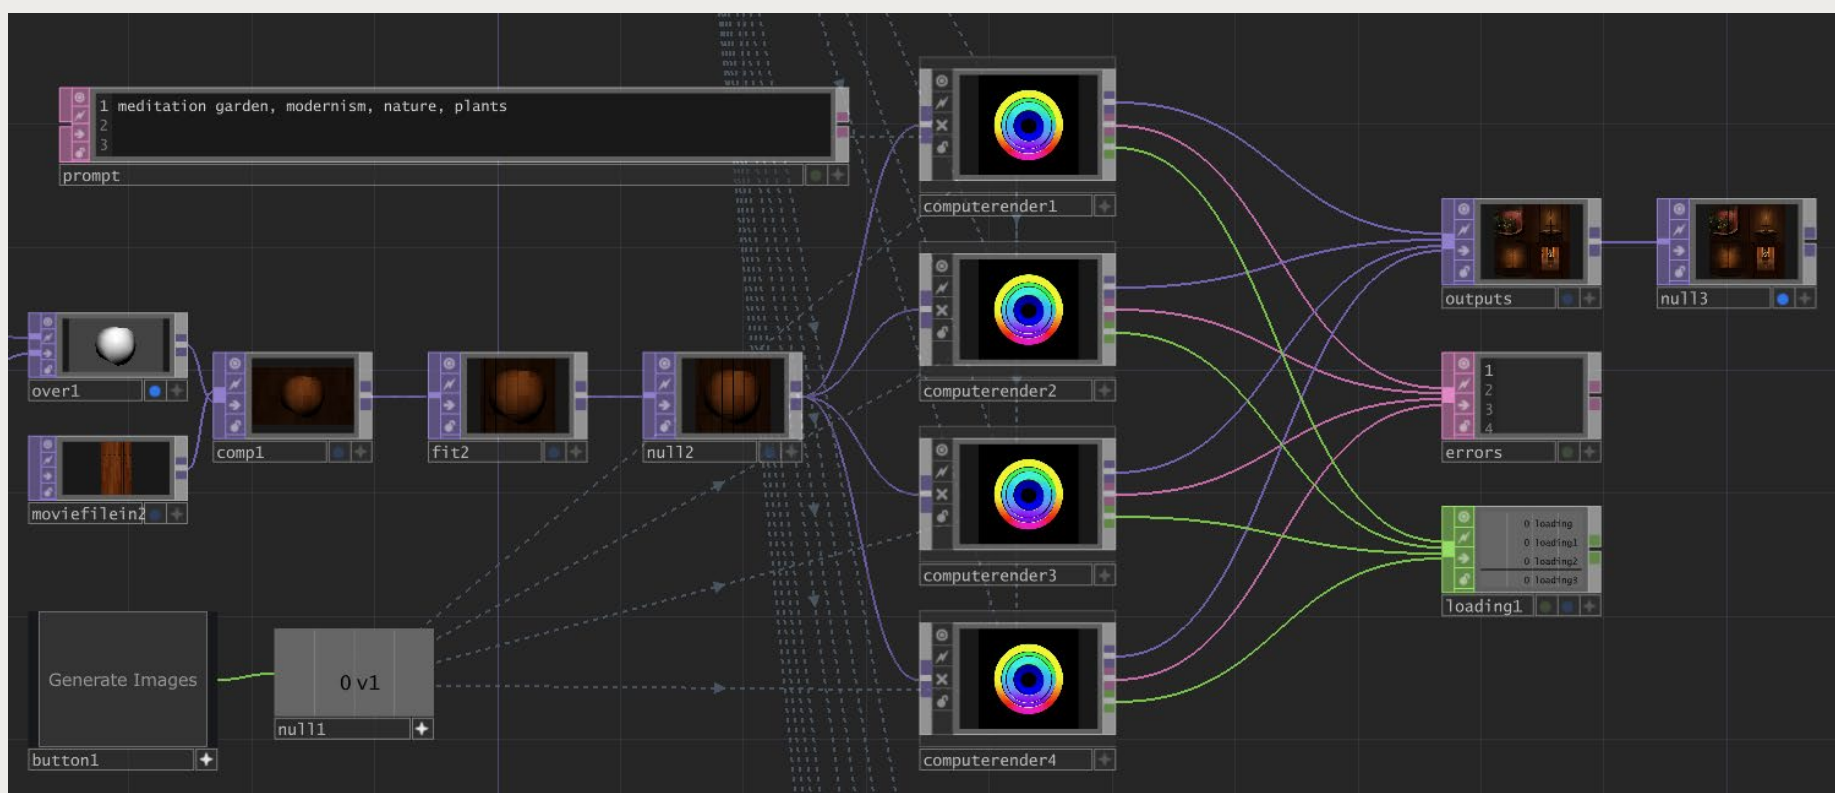 1 meditation garden, modernism, nature, plants
2
3
prompt
computerender1
outputs
null3
over1
computerender2
1
2
3
4
comp1
fit2
null2
errors
moviefilein2
0 loading
0 loading1
0 loading2
0 loading3
computerender3
loading1
Generate Images
0 v1
null1
button1
computerender4